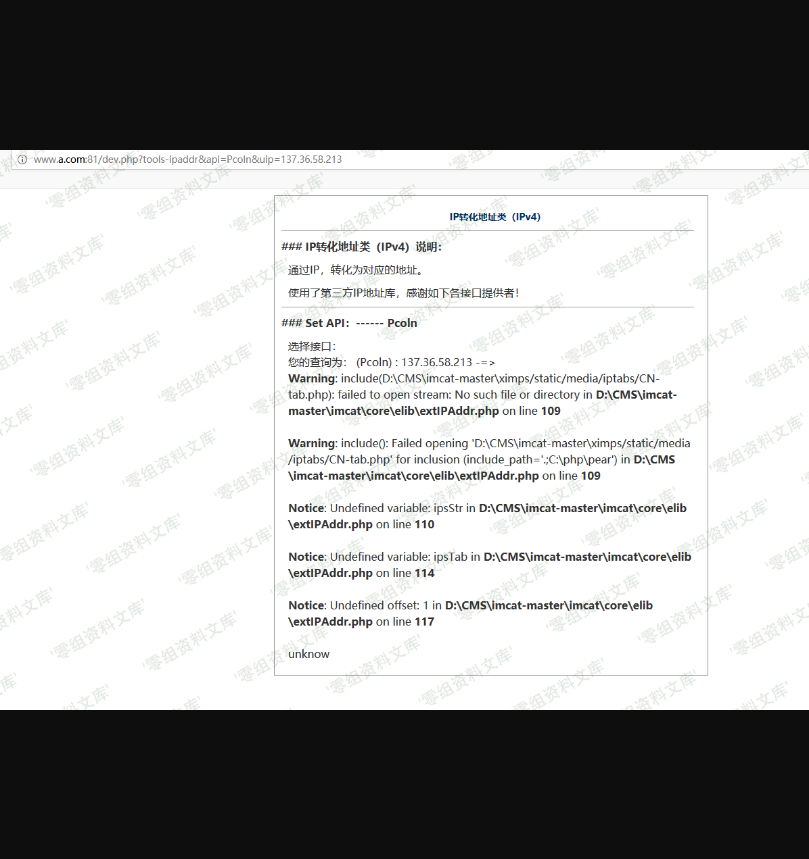 www.a.com:81/dev.php?tools-ipaddr&api=Pcoln&uip=137.36.58.213
IP转化地址类（IPv4）
### IP转化地址类（IPv4）说明：
通过IP，转化为对应的地址。
使用了第三方IP地址库，感谢如下各接口提供者！
### Set API：------ Pcoln
选择接口：
您的查询为： (Pcoln) : 137.36.58.213 -=>
Warning: include(D:\CMS\imcat-master\ximps/static/media/iptabs/CN-
tab.php): failed to open stream: No such file or directory in D:\CMS\imcat-
master\imcat\core\elib\extIPAddr.php on line 109
Warning: include(): Failed opening 'D:\CMS\imcat-master\ximps/static/media
/iptabs/CN-tab.php' for inclusion (include_path='.;C:\php\pear') in D:\CMS
\imcat-master\imcat\core\elib\extIPAddr.php on line 109
Notice: Undefined variable: ipsStr in D:\CMS\imcat-master\imcat\core\elib
\extIPAddr.php on line 110
Notice: Undefined variable: ipsTab in D:\CMS\imcat-master\imcat\core\elib
\extIPAddr.php on line 114
Notice: Undefined offset: 1 in D:\CMS\imcat-master\imcat\core\elib
\extIPAddr.php on line 117
unknow
零组资料文库